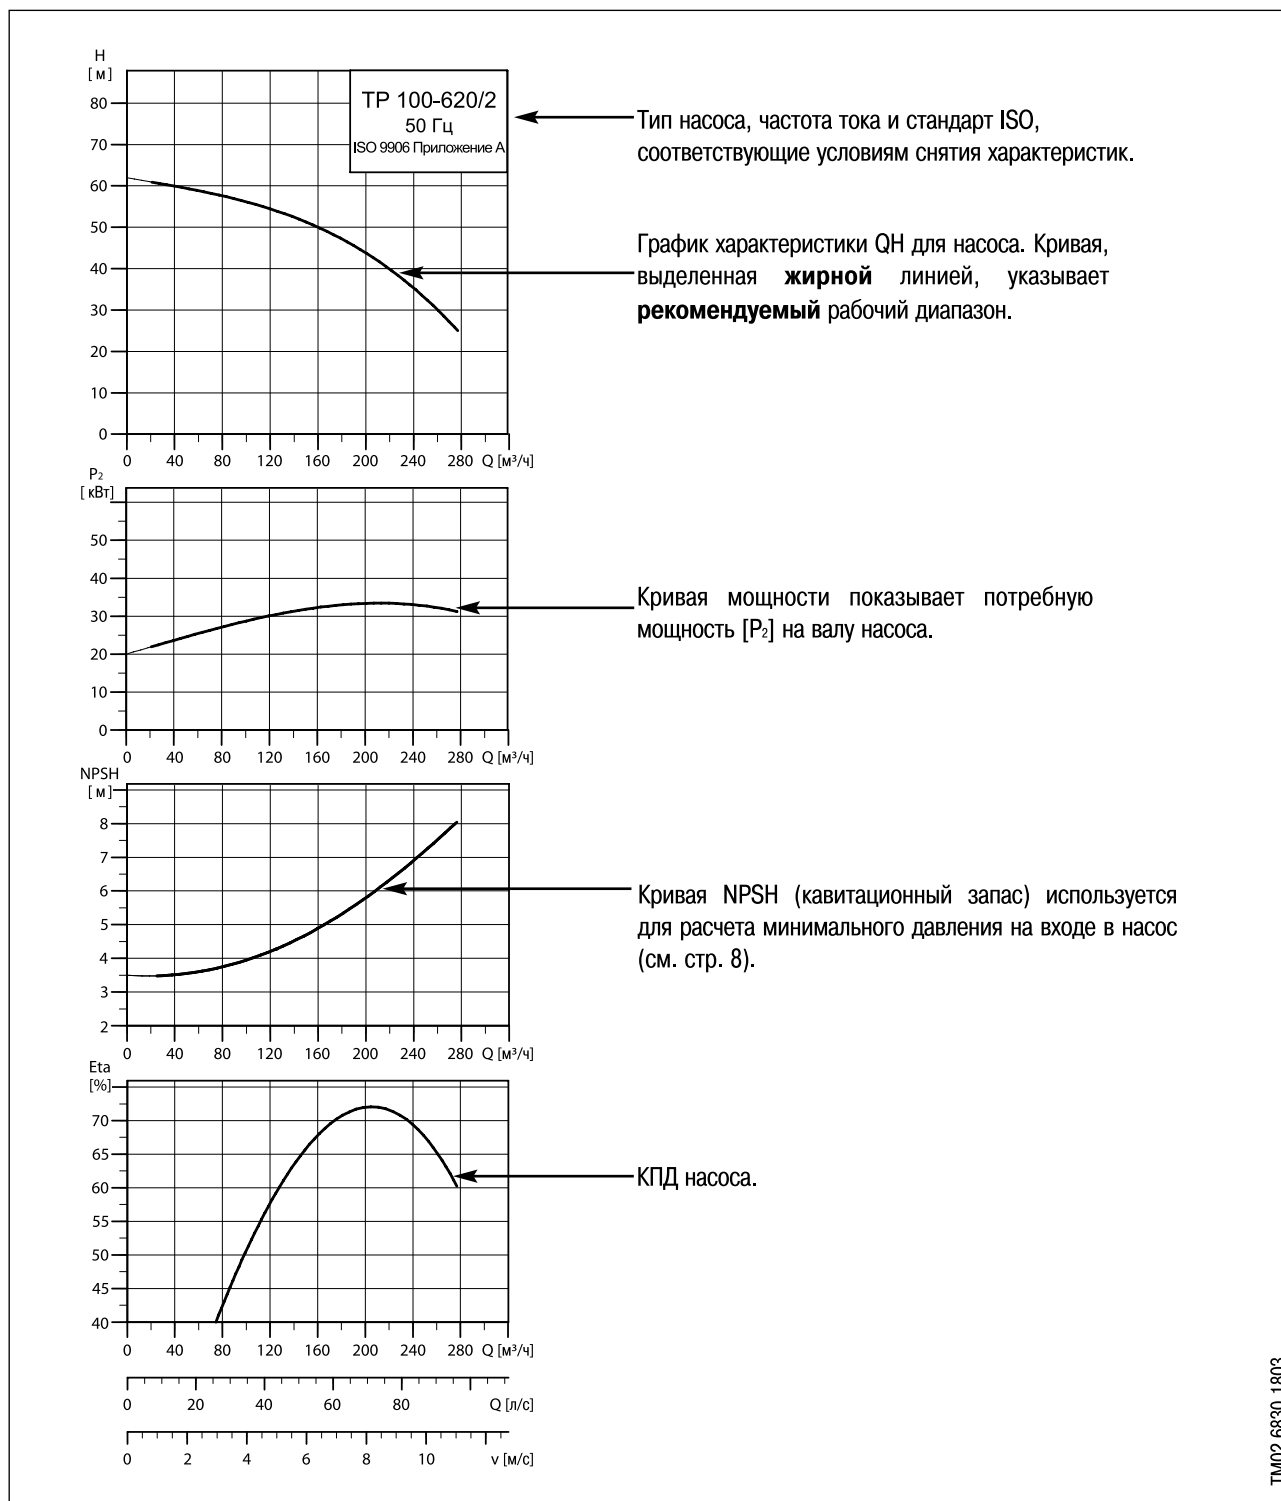 H
[ м ]
80
70
60
50
40
30
20
10
0
0 40 80 120 160 200 240 280 Q [м³/ч]
TP 100-620/2
50 Гц
ISO 9906 Приложение А
Тип насоса, частота тока и стандарт ISO,
соответствующие условиям снятия характеристик.
График характеристики QH для насоса. Кривая,
выделенная жирной линией, указывает
рекомендуемый рабочий диапазон.
P₂
[ кВт]
50
40
30
20
10
0
0 40 80 120 160 200 240 280 Q [м³/ч]
Кривая мощности показывает потребную
мощность [P₂] на валу насоса.
NPSH
[ м ]
8
7
6
5
4
3
2
0 40 80 120 160 200 240 280 Q [м³/ч]
Кривая NPSH (кавитационный запас) используется
для расчета минимального давления на входе в насос
(см. стр. 8).
Eta
[%]
70
65
60
55
50
45
40
0 40 80 120 160 200 240 280 Q [м³/ч]
КПД насоса.
0 20 40 60 80 Q [л/с]
0 2 4 6 8 10 v [м/с]
TM02 6830 1803